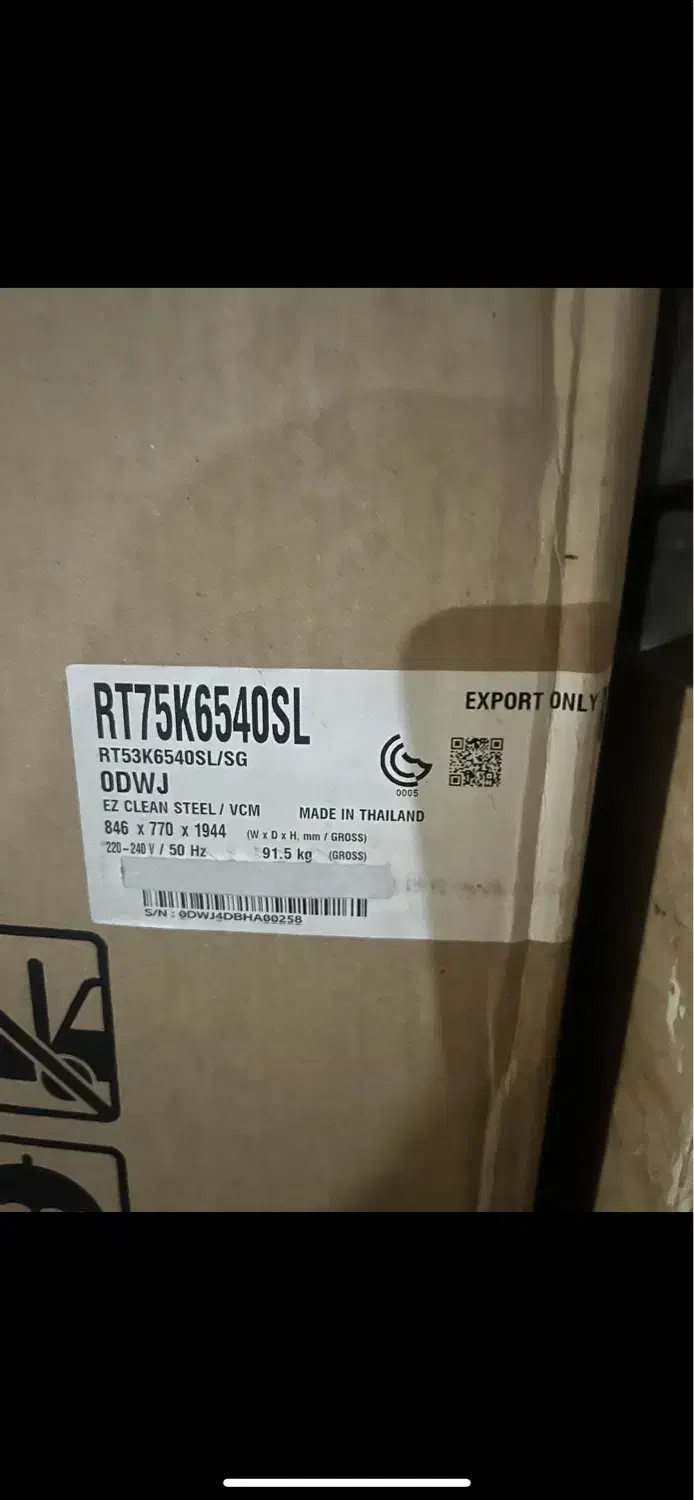 RT75K6540SL
EXPORT ONLY
RT53K6540SL/SG
0DWJ
0005
EZ CLEAN STEEL / VCM MADE IN THAILAND
846 x 770 x 1944 (W x D x H, mm / GROSS)
220-240 V / 50 Hz 91.5 kg (GROSS)
S/N : 0DWJ4DBHA00258